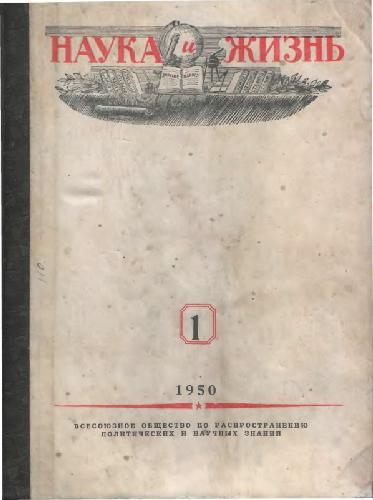 НАУКА и ЖИЗНЬ
1
1950
ВСЕСОЮЗНОЕ ОБЩЕСТВО ПО РАСПРОСТРАНЕНИЮ
ПОЛИТИЧЕСКИХ И НАУЧНЫХ ЗНАНИЙ